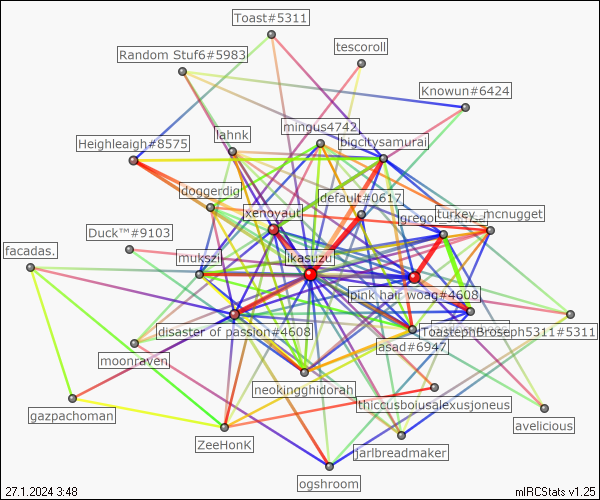 Toast#5311
tescoroll
Random Stuf6#5983
Knowun#6424
mingus4742
lahnk
bigcitysamurai
Heighleaigh#8575
doggerdig
default#0617
xenoyaut
turkey_mcnugget
Duck™#9103
facadas.
mukszi
ikasuzu
pink hair woag#4608
disaster of passion#4608
ToastephBroseph5311#5311
asad#6947
moonraven
neokingghidorah
thiccusboiusalexusjoneus
gazpachoman
avelicious
ZeeHonK
jarlbreadmaker
ogshroom
27.1.2024 3:48
mIRCStats v1.25